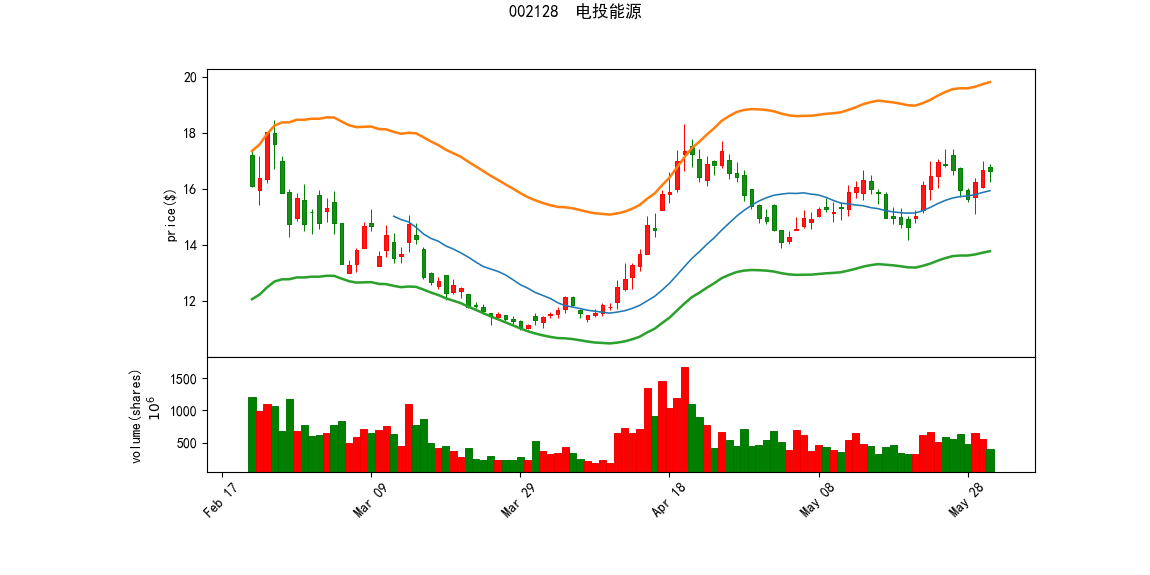 002128 电投能源
price($)
20
18
16
14
12
volume(shares)
10^6
1500
1000
500
Feb 17
Mar 09
Mar 29
Apr 18
May 08
May 28